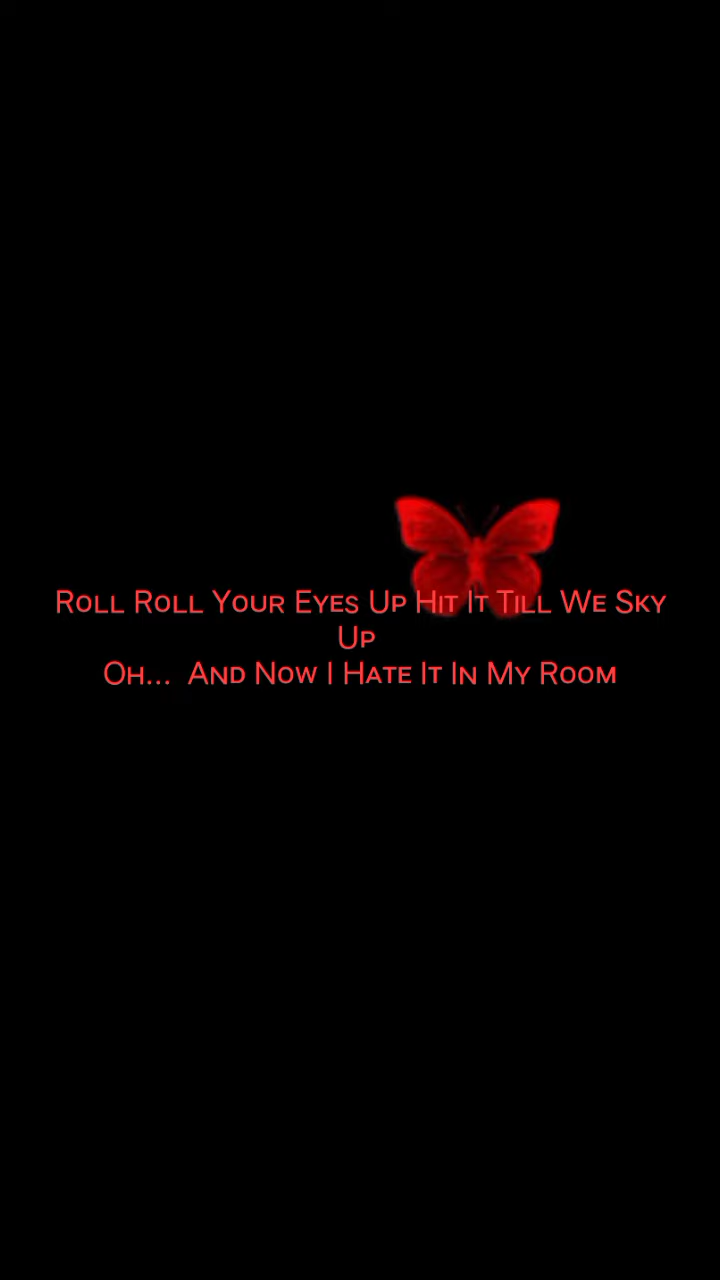 Roll Roll Your Eyes Up Hit It Till We Sky
Up
Oh... And Now I Hate It In My Room